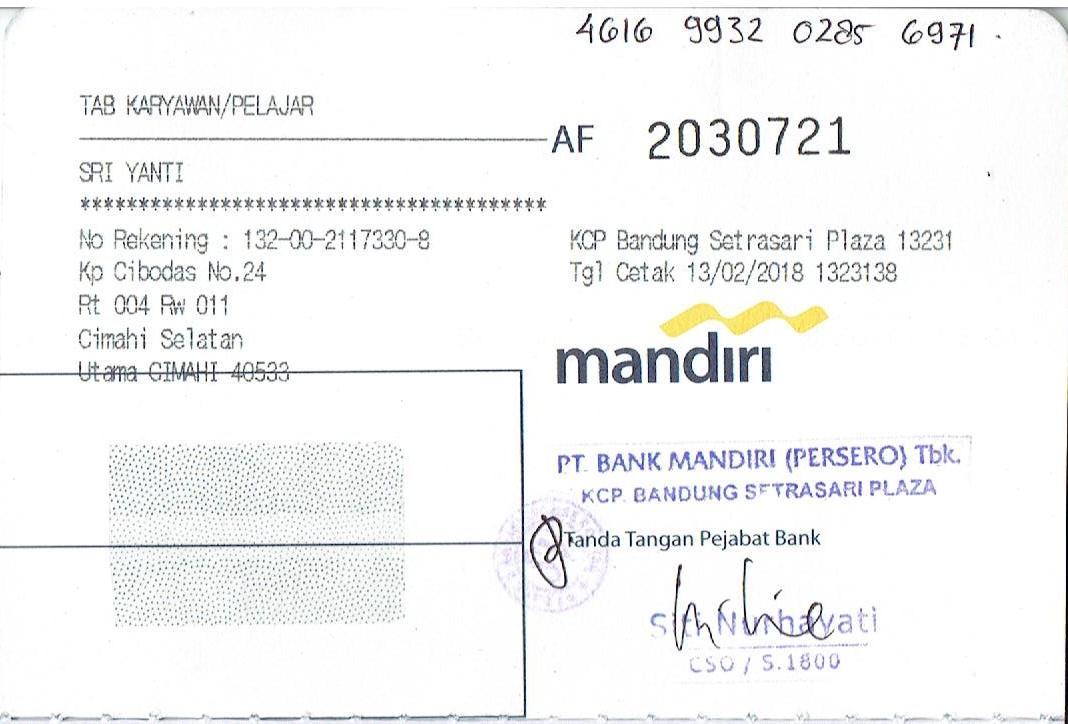 4616 9932 0285 6971 .
TAB KARYAWAN/PELAJAR
AF 2030721
SRI YANTI
****************************************
No Rekening : 132-00-2117330-8
Kp Cibodas No.24
Rt 004 Rw 011
Cimahi Selatan
Utama CIMAHI 40533
KCP Bandung Setrasari Plaza 13231
Tgl Cetak 13/02/2018 1323138
mandiri
PT. BANK MANDIRI (PERSERO) Tbk.
KCP. BANDUNG SETRASARI PLAZA
Tanda Tangan Pejabat Bank
Siti Nurhayati
CSO / S.1800